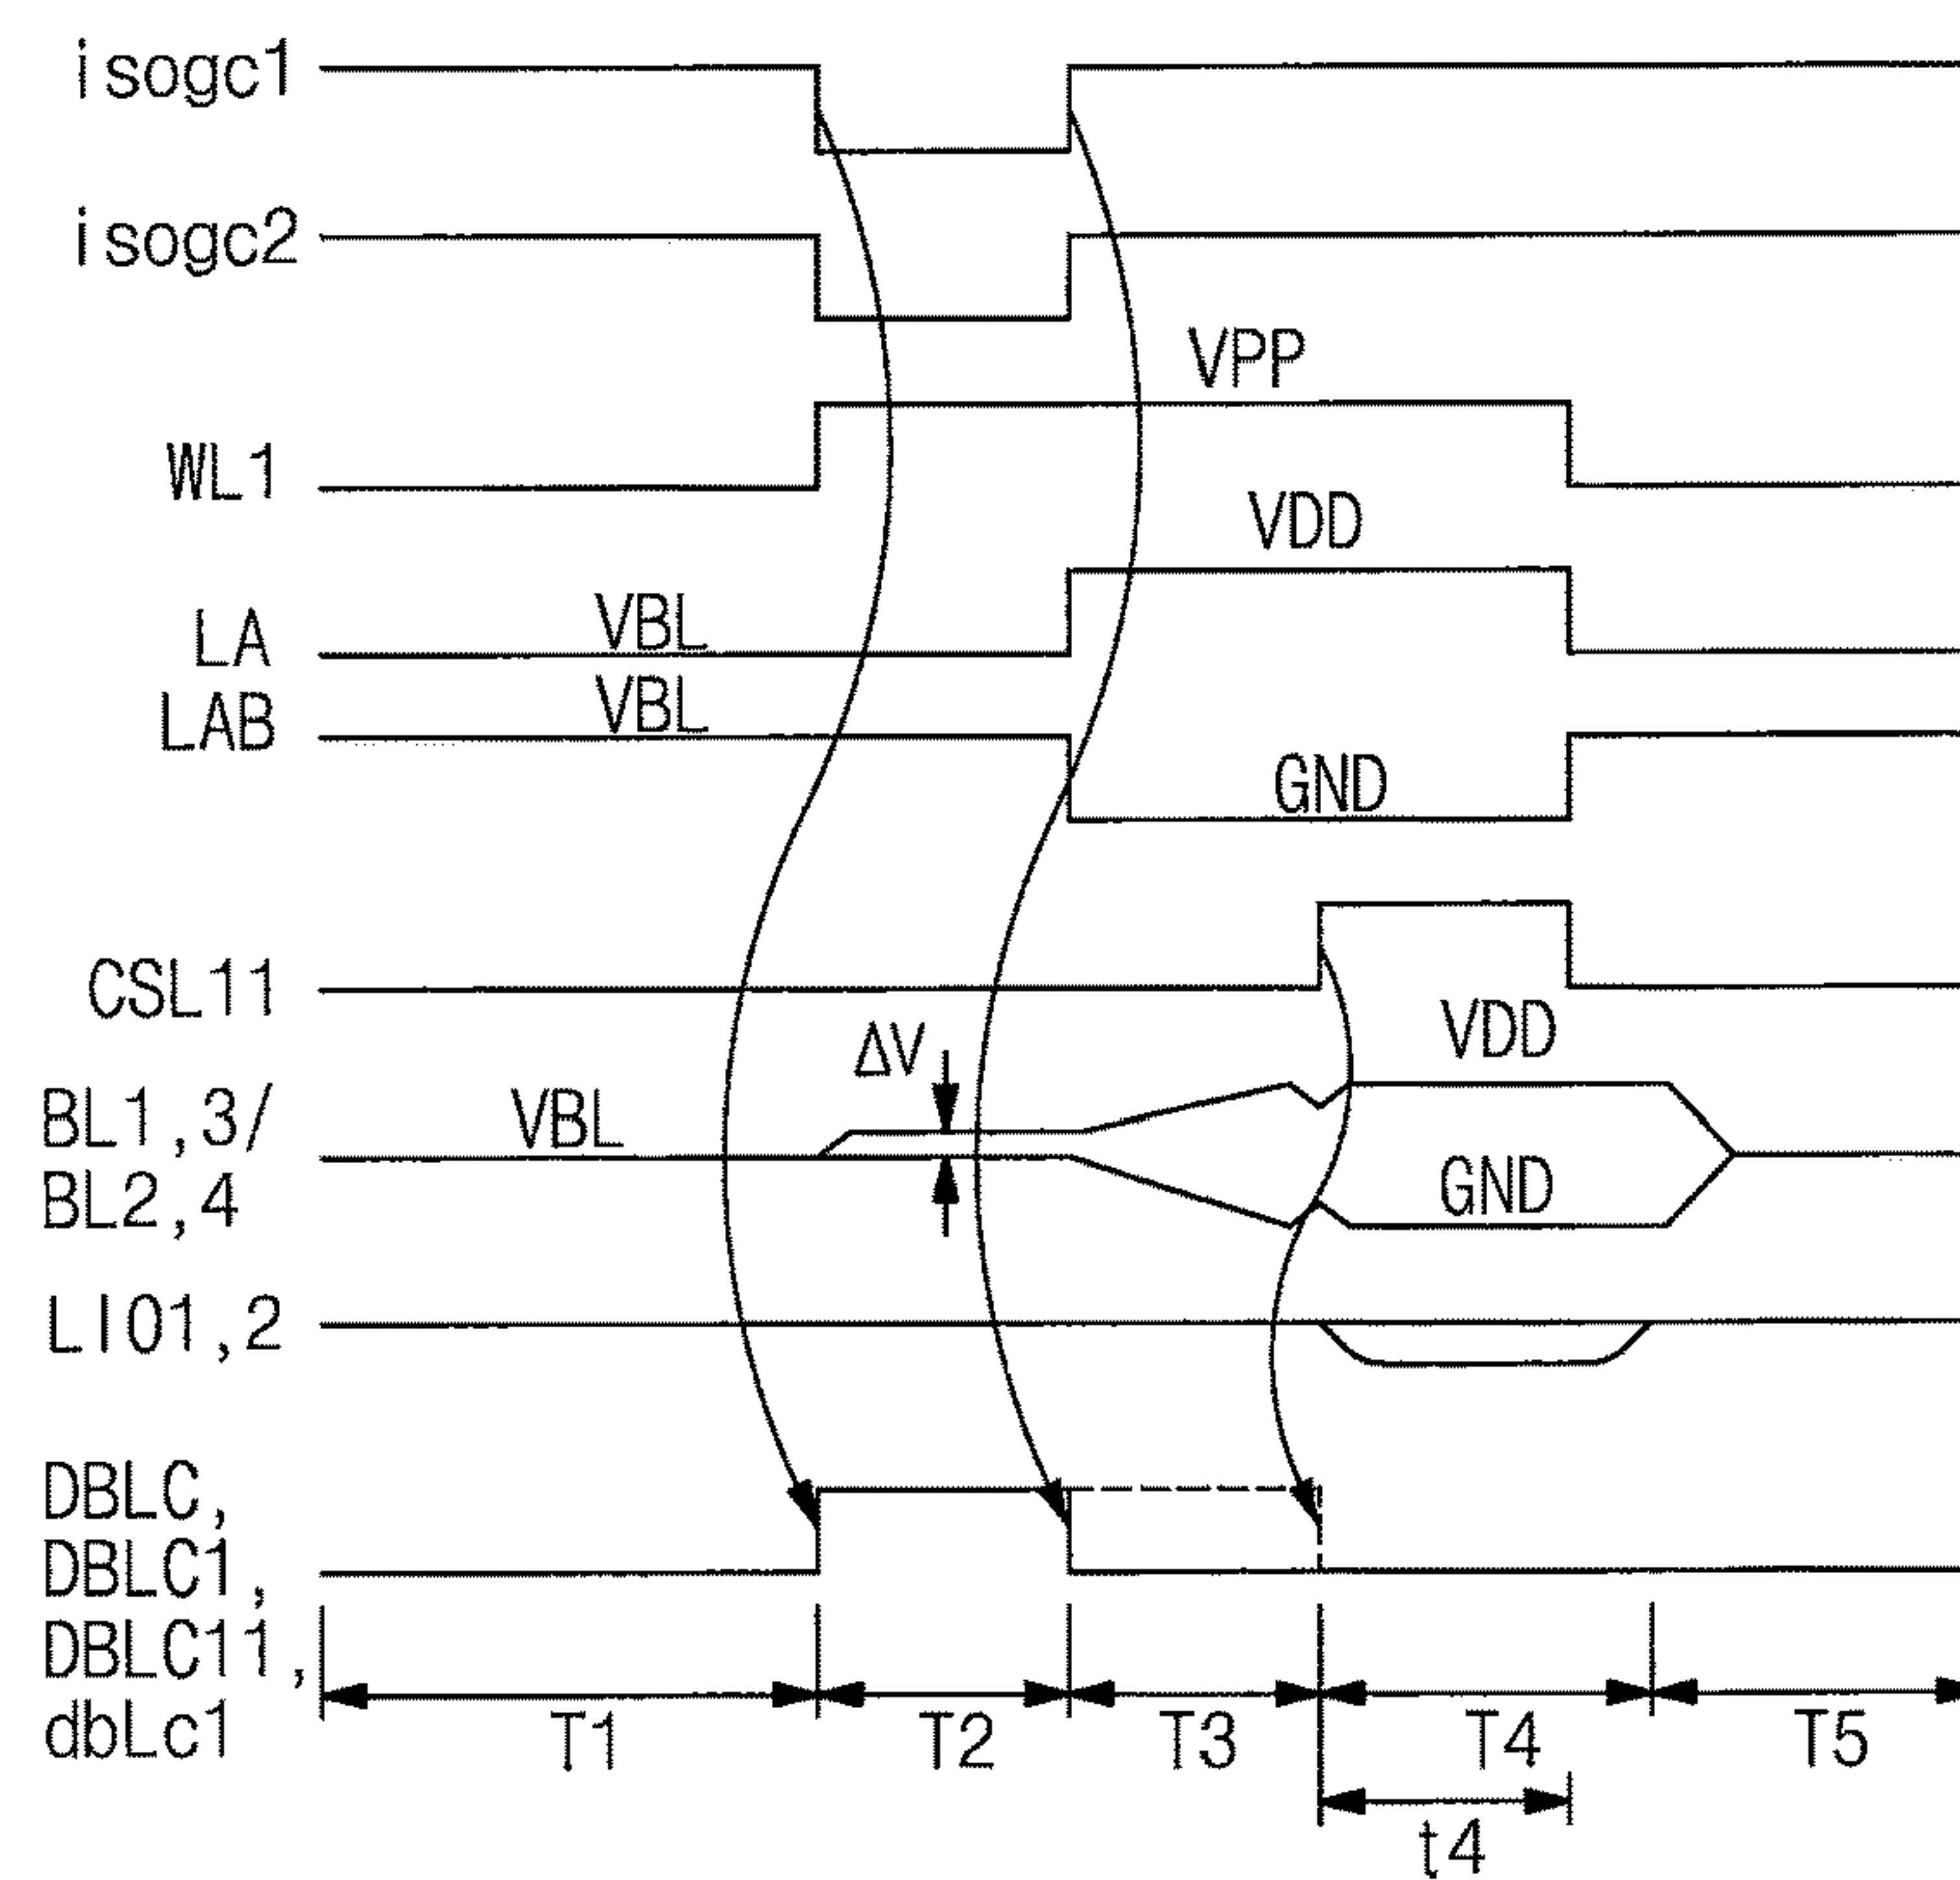 isogc1
isogc2
VPP
WL1
VDD
LA VBL
LAB VBL
GND
CSL11
ΔV VDD
BL1,3/ VBL
BL2,4 GND
LIO1,2
DBLC,
DBLC1,
DBLC11,
dbLc1 T1 T2 T3 T4 T5
t4